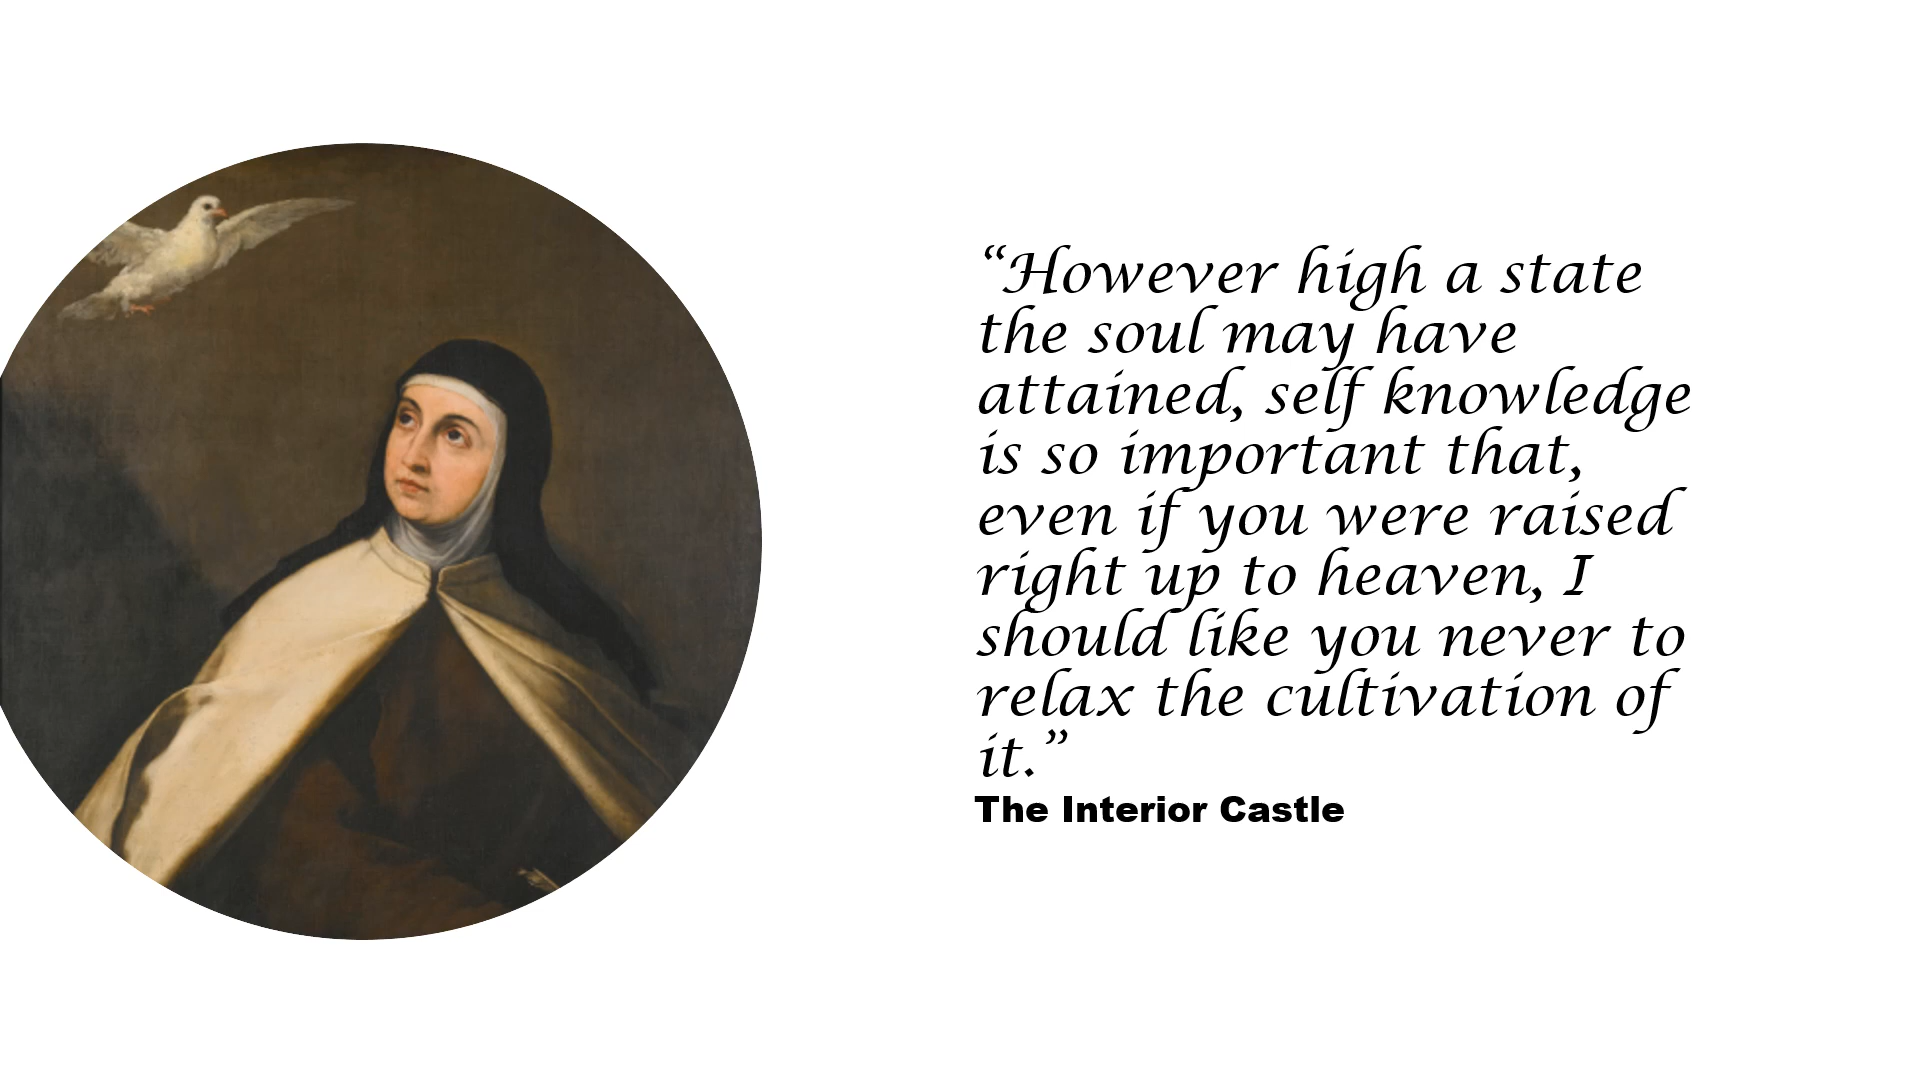 “However high a state
the soul may have
attained, self knowledge
is so important that,
even if you were raised
right up to heaven, I
should like you never to
relax the cultivation of
it.”
The Interior Castle